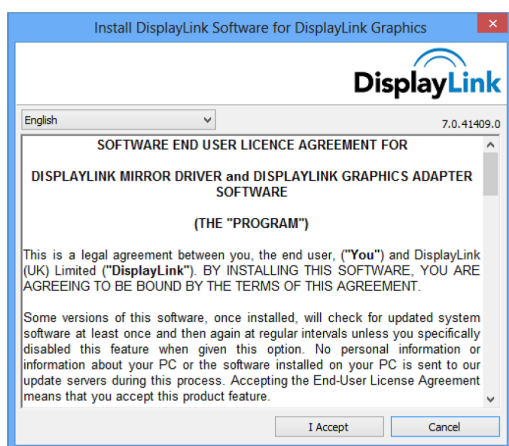 Install DisplayLink Software for DisplayLink Graphics
DisplayLink
English
7.0.41409.0
SOFTWARE END USER LICENCE AGREEMENT FOR
DISPLAYLINK MIRROR DRIVER and DISPLAYLINK GRAPHICS ADAPTER
SOFTWARE
(THE "PROGRAM")
This is a legal agreement between you, the end user, ("You") and DisplayLink
(UK) Limited ("DisplayLink"). BY INSTALLING THIS SOFTWARE, YOU ARE
AGREEING TO BE BOUND BY THE TERMS OF THIS AGREEMENT.
Some versions of this software, once installed, will check for updated system
software at least once and then again at regular intervals unless you specifically
disabled this feature when given this option. No personal information or
information about your PC or the software installed on your PC is sent to our
update servers during this process. Accepting the End-User License Agreement
means that you accept this product feature.
I Accept
Cancel